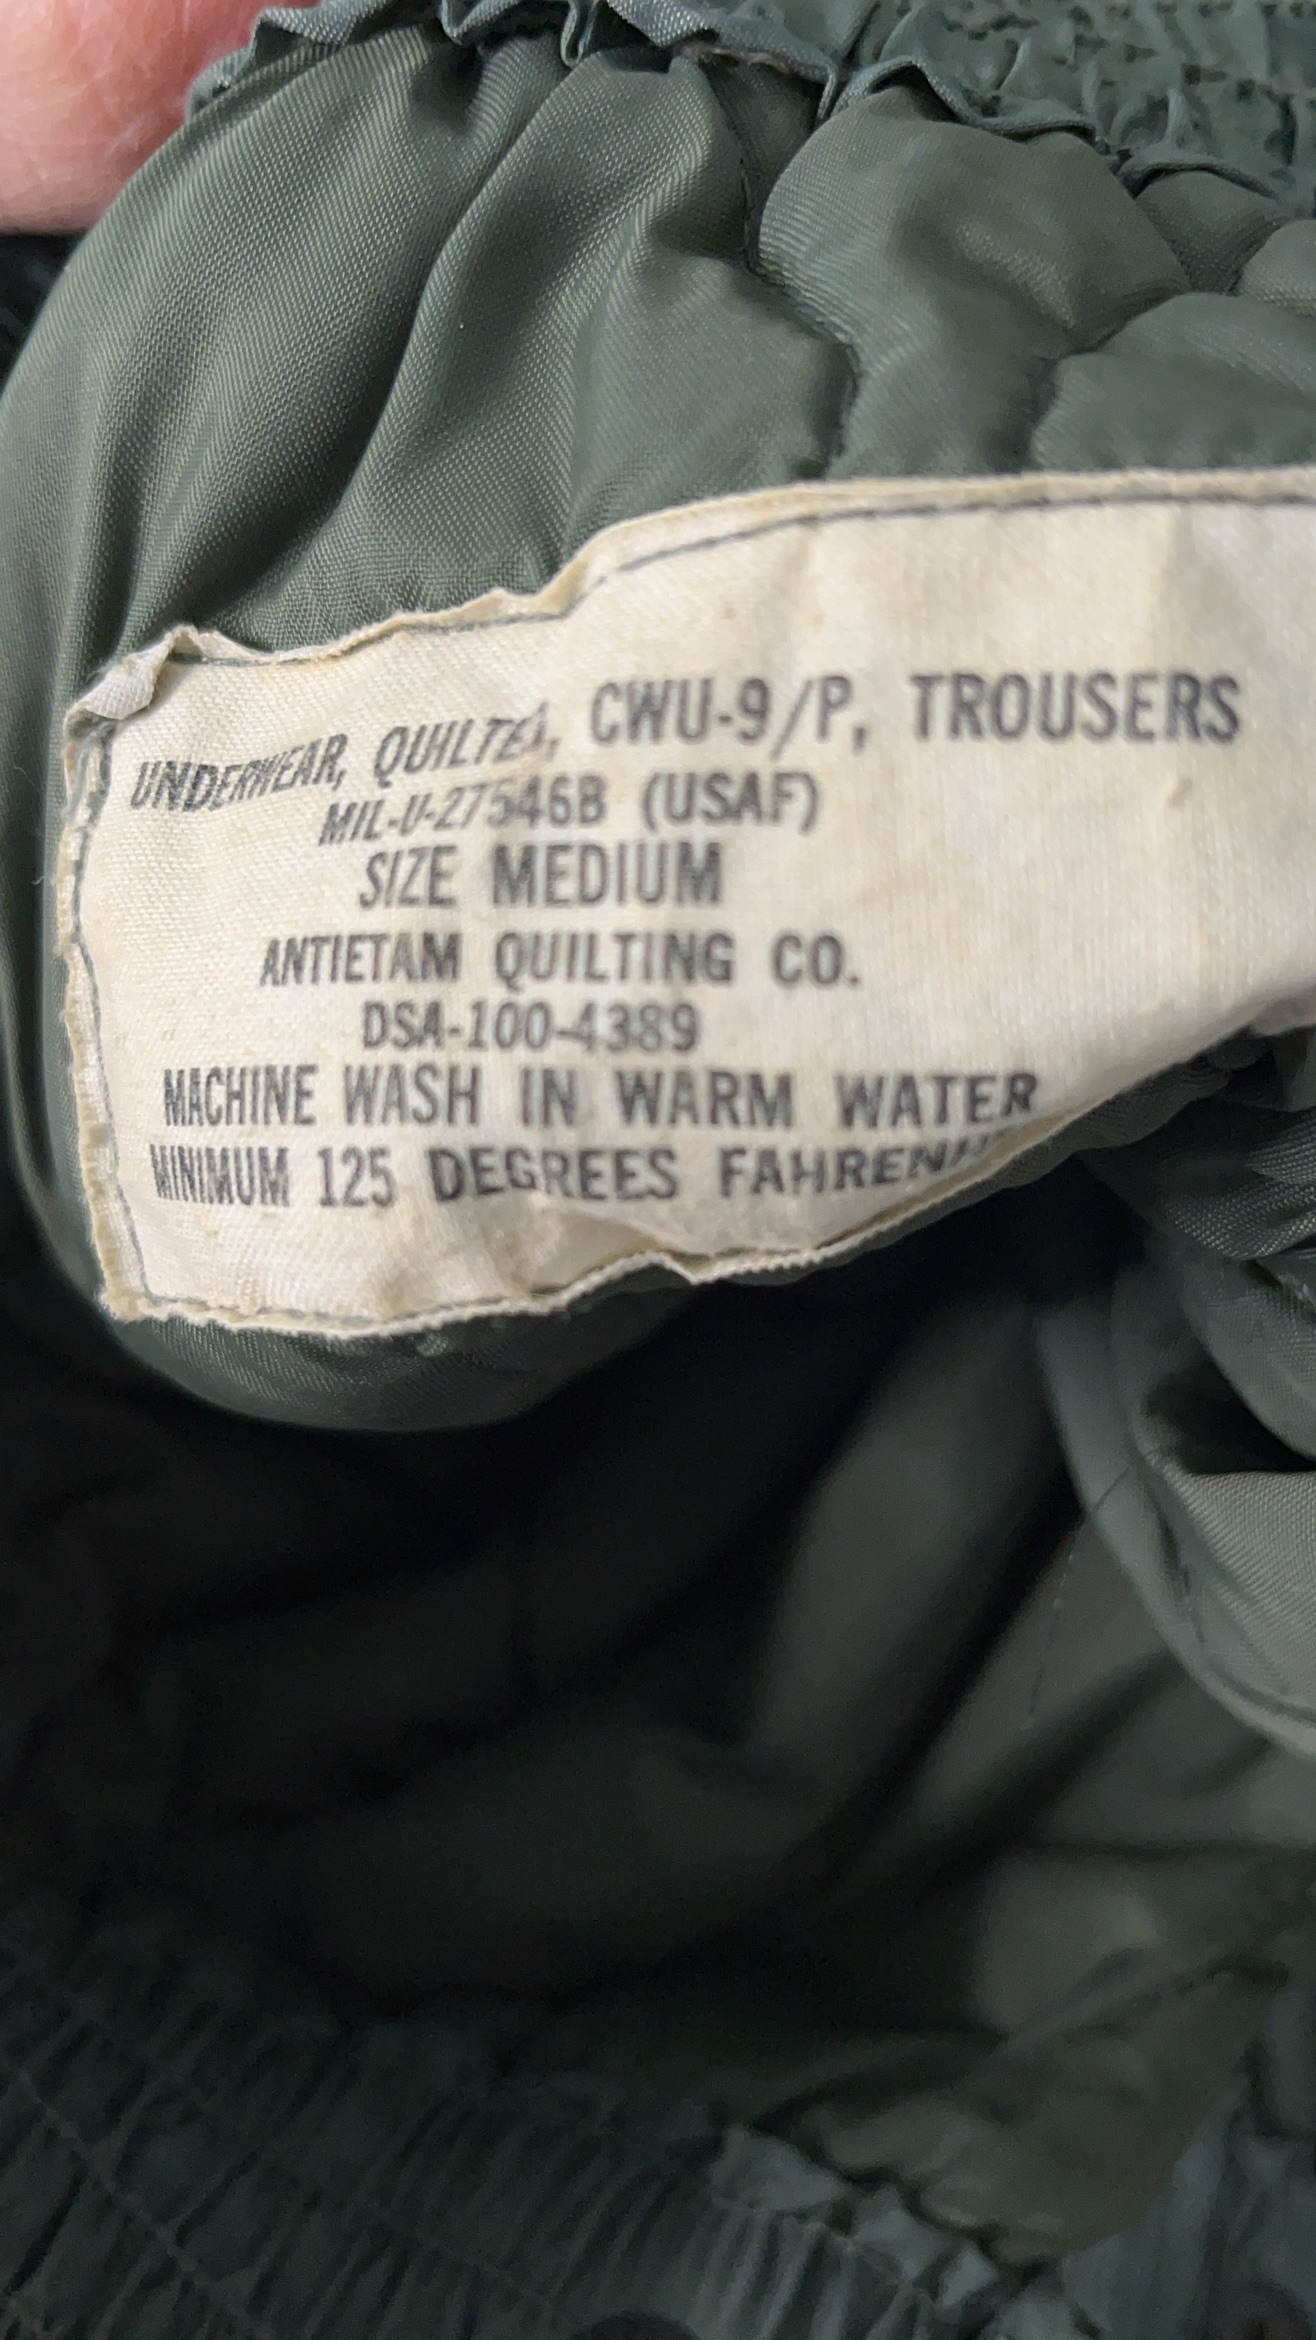 UNDERWEAR, QUILTED, CWU-9/P, TROUSERS
MIL-U-27546B (USAF)
SIZE MEDIUM
ANTIETAM QUILTING CO.
DSA-100-4389
MACHINE WASH IN WARM WATER
MINIMUM 125 DEGREES